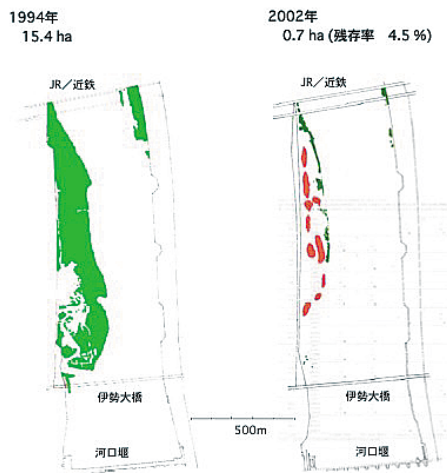 1994年
15.4 ha
JR／近鉄
伊勢大橋
河口堰
2002年
0.7 ha (残存率 4.5 %)
JR／近鉄
伊勢大橋
河口堰
500m